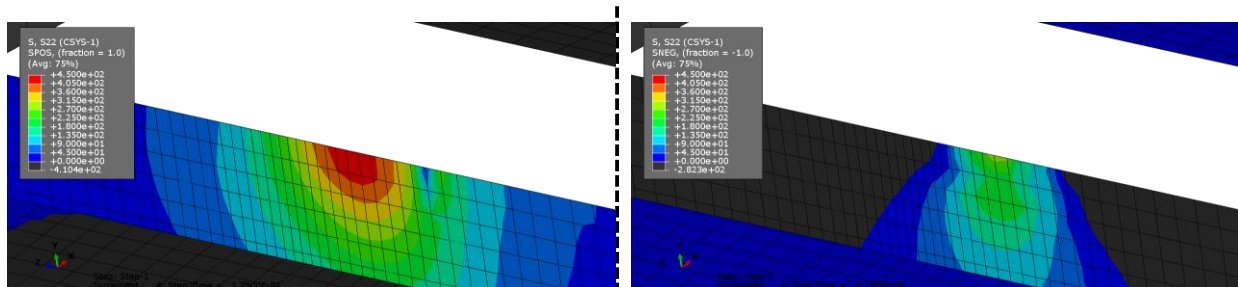 S, S22 (CSYS-1)
SPOS, (fraction = 1.0)
(Avg: 75%)
+4.500e+02
+4.050e+02
+3.600e+02
+3.150e+02
+2.700e+02
+2.250e+02
+1.800e+02
+1.350e+02
+9.000e+01
+4.500e+01
+0.000e+00
-4.104e+02
Y
Z X
Step: Step-1
S, S22 (CSYS-1)
SNEG, (fraction = -1.0)
(Avg: 75%)
+4.500e+02
+4.050e+02
+3.600e+02
+3.150e+02
+2.700e+02
+2.250e+02
+1.800e+02
+1.350e+02
+9.000e+01
+4.500e+01
+0.000e+00
-2.823e+02
X